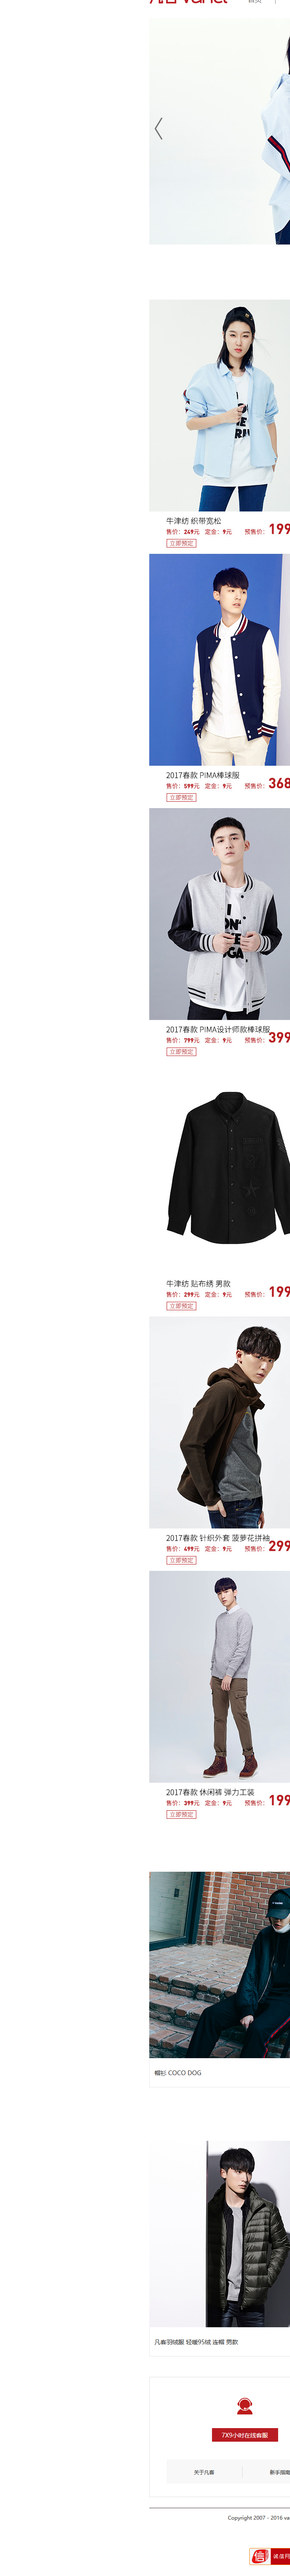 首页
牛津纺 织带宽松
售价：249元 定金：9元 预售价：199
立即预定
2017春款 PIMA棒球服
售价：599元 定金：9元 预售价：368
立即预定
2017春款 PIMA设计师款棒球服
售价：799元 定金：9元 预售价：399
立即预定
牛津纺 贴布绣 男款
售价：299元 定金：9元 预售价：199
立即预定
2017春款 针织外套 菠萝花拼袖
售价：499元 定金：9元 预售价：299
立即预定
2017春款 休闲裤 弹力工装
售价：399元 定金：9元 预售价：199
立即预定
帽衫 COCO DOG
凡客羽绒服 轻暖95绒 连帽 男款
7X9小时在线客服
关于凡客 新手指南
Copyright 2007 - 2016 va
信 诚信网